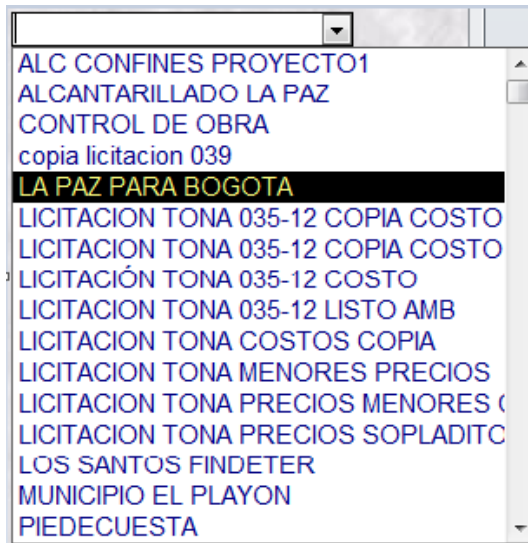 ALC CONFINES PROYECTO1
ALCANTARILLADO LA PAZ
CONTROL DE OBRA
copia licitacion 039
LA PAZ PARA BOGOTA
LICITACION TONA 035-12 COPIA COSTO
LICITACION TONA 035-12 COPIA COSTO
LICITACIÓN TONA 035-12 COSTO
LICITACION TONA 035-12 LISTO AMB
LICITACION TONA COSTOS COPIA
LICITACION TONA MENORES PRECIOS
LICITACION TONA PRECIOS MENORES
LICITACION TONA PRECIOS SOPLADITO
LOS SANTOS FINDETER
MUNICIPIO EL PLAYON
PIEDECUESTA